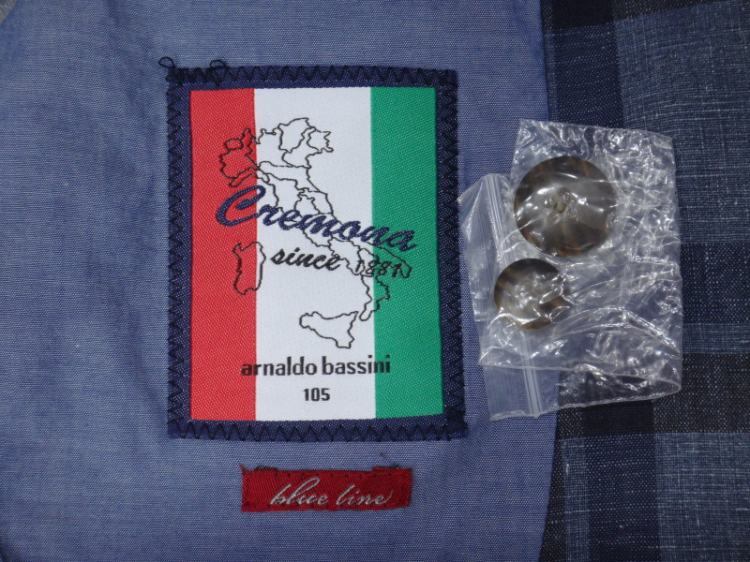 Cremona
since 1881
arnaldo bassini
105
blue line